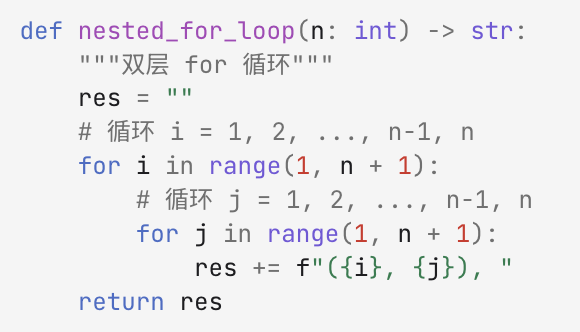 def nested_for_loop(n: int) -> str:
    """双层 for 循环"""
    res = ""
    # 循环 i = 1, 2, ..., n-1, n
    for i in range(1, n + 1):
        # 循环 j = 1, 2, ..., n-1, n
        for j in range(1, n + 1):
            res += f"({i}, {j}), "
    return res